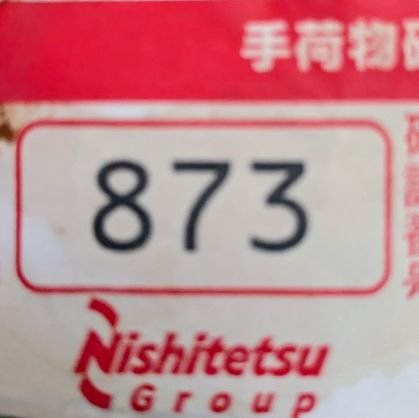 手荷物
873
Nishitetsu
Group